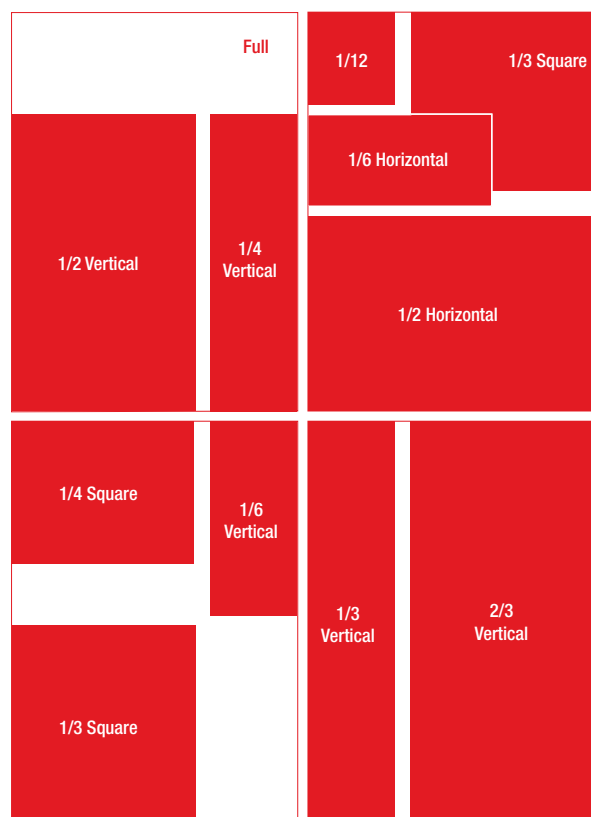 Full
1/2 Vertical
1/4
Vertical
1/12
1/3 Square
1/6 Horizontal
1/2 Horizontal
1/4 Square
1/6
Vertical
1/3 Square
1/3
Vertical
2/3
Vertical